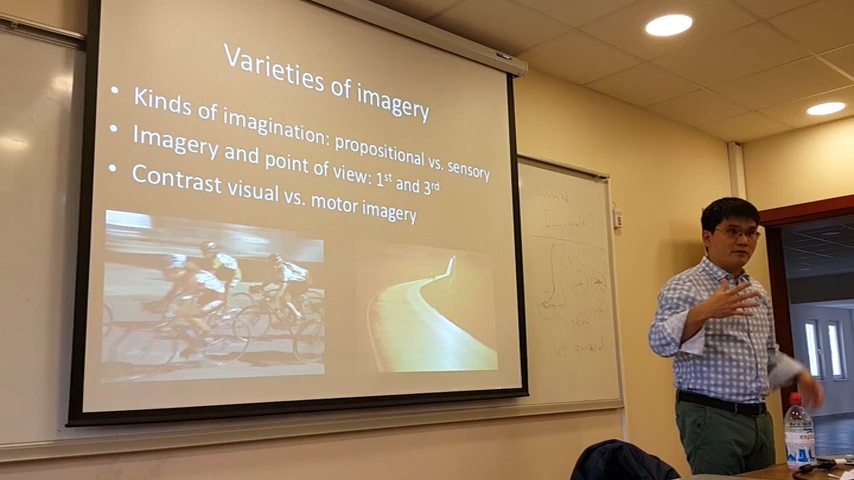 Varieties of imagery
• Kinds of imagination: propositional vs. sensory
• Imagery and point of view: 1st and 3rd
• Contrast visual vs. motor imagery